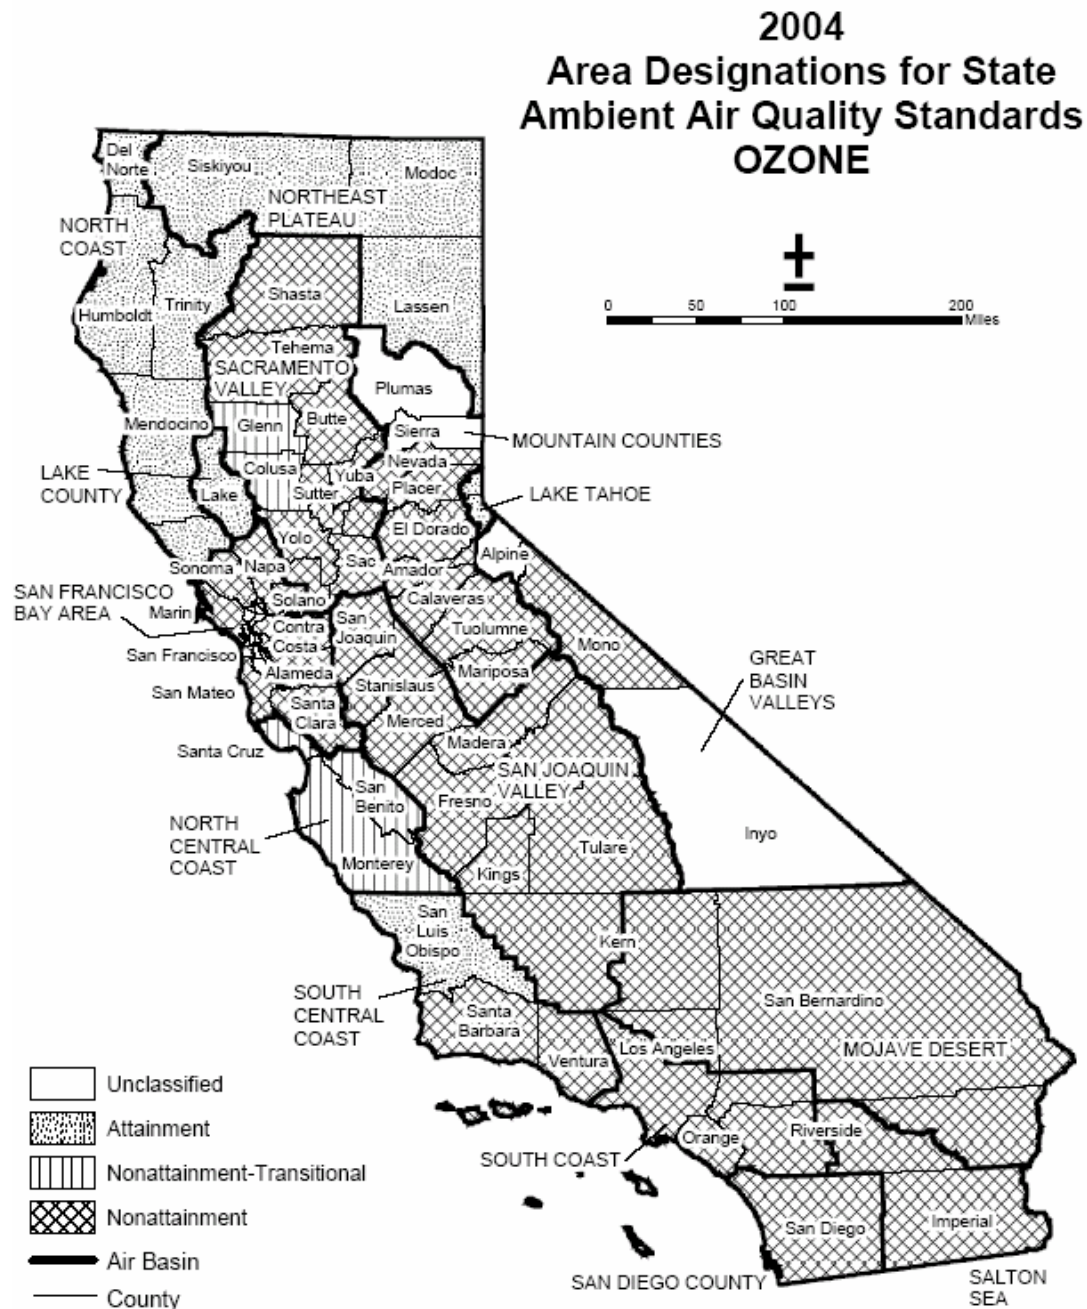 2004
Area Designations for State
Ambient Air Quality Standards
OZONE
Del
Norte
Siskiyou
Modoc
NORTHEAST
PLATEAU
NORTH
COAST
0 50 100 200
Miles
Shasta
Trinity
Lassen
Humboldt
Tehema
SACRAMENTO
VALLEY
Plumas
Mendocino
Glenn
Butte
Sierra
MOUNTAIN COUNTIES
Colusa
Nevada
LAKE
COUNTY
Lake
Sutter
Yuba
Placer
LAKE TAHOE
Yolo
El Dorado
Alpine
Sonoma
Napa
Sac
Amador
SAN FRANCISCO
BAY AREA
Solano
Calaveras
Marin
Contra
Costa
San
Joaquin
Tuolumne
Mono
San Francisco
Alameda
Mariposa
GREAT
BASIN
VALLEYS
San Mateo
Santa
Clara
Stanislaus
Merced
Santa Cruz
Madera
SAN JOAQUIN
VALLEY
San
Benito
Fresno
NORTH
CENTRAL
COAST
Inyo
Monterey
Kings
Tulare
San
Luis
Obispo
Kern
SOUTH
CENTRAL
COAST
Santa
Barbara
San Bernardino
Ventura
Los Angeles
MOJAVE DESERT
Unclassified
Attainment
Nonattainment-Transitional
Nonattainment
Air Basin
County
Orange
Riverside
SOUTH COAST
San Diego
Imperial
SAN DIEGO COUNTY
SALTON
SEA